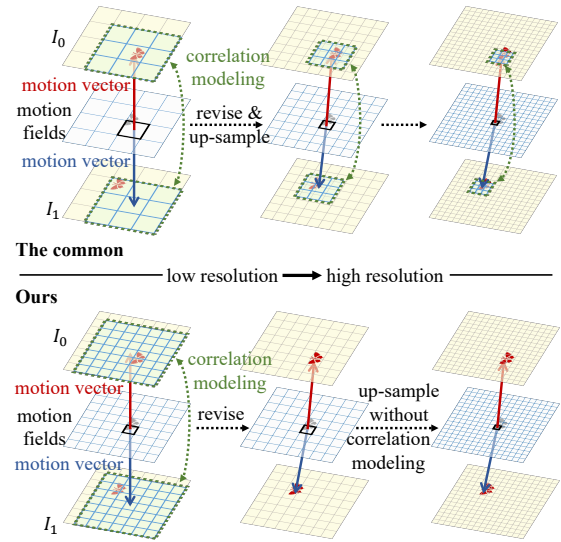 I0
correlation
modeling
motion vector
motion
fields
revise &
up-sample
motion vector
I1
The common
low resolution
high resolution
Ours
I0
correlation
modeling
motion vector
motion
fields
revise
up-sample
without
correlation
modeling
motion vector
I1